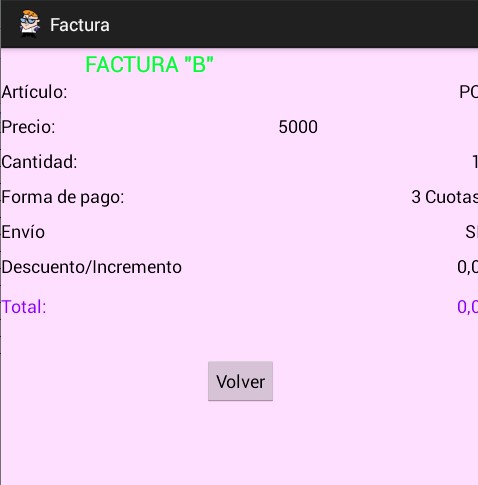 Factura
FACTURA "B"
Artículo: PC
Precio: 5000
Cantidad: 1
Forma de pago: 3 Cuotas
Envío SI
Descuento/Incremento 0,0
Total: 0,0
Volver